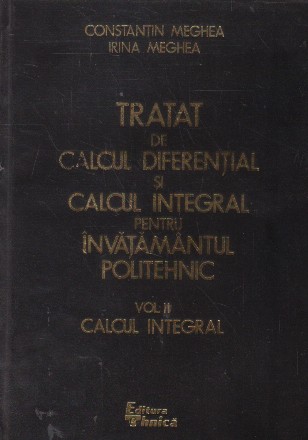 CONSTANTIN MEGHEA
IRINA MEGHEA
TRATAT
DE
CALCUL DIFERENȚIAL
ȘI
CALCUL INTEGRAL
PENTRU
ÎNVĂȚĂMÂNTUL
POLITEHNIC
VOL II
CALCUL INTEGRAL
Editura
Thnică